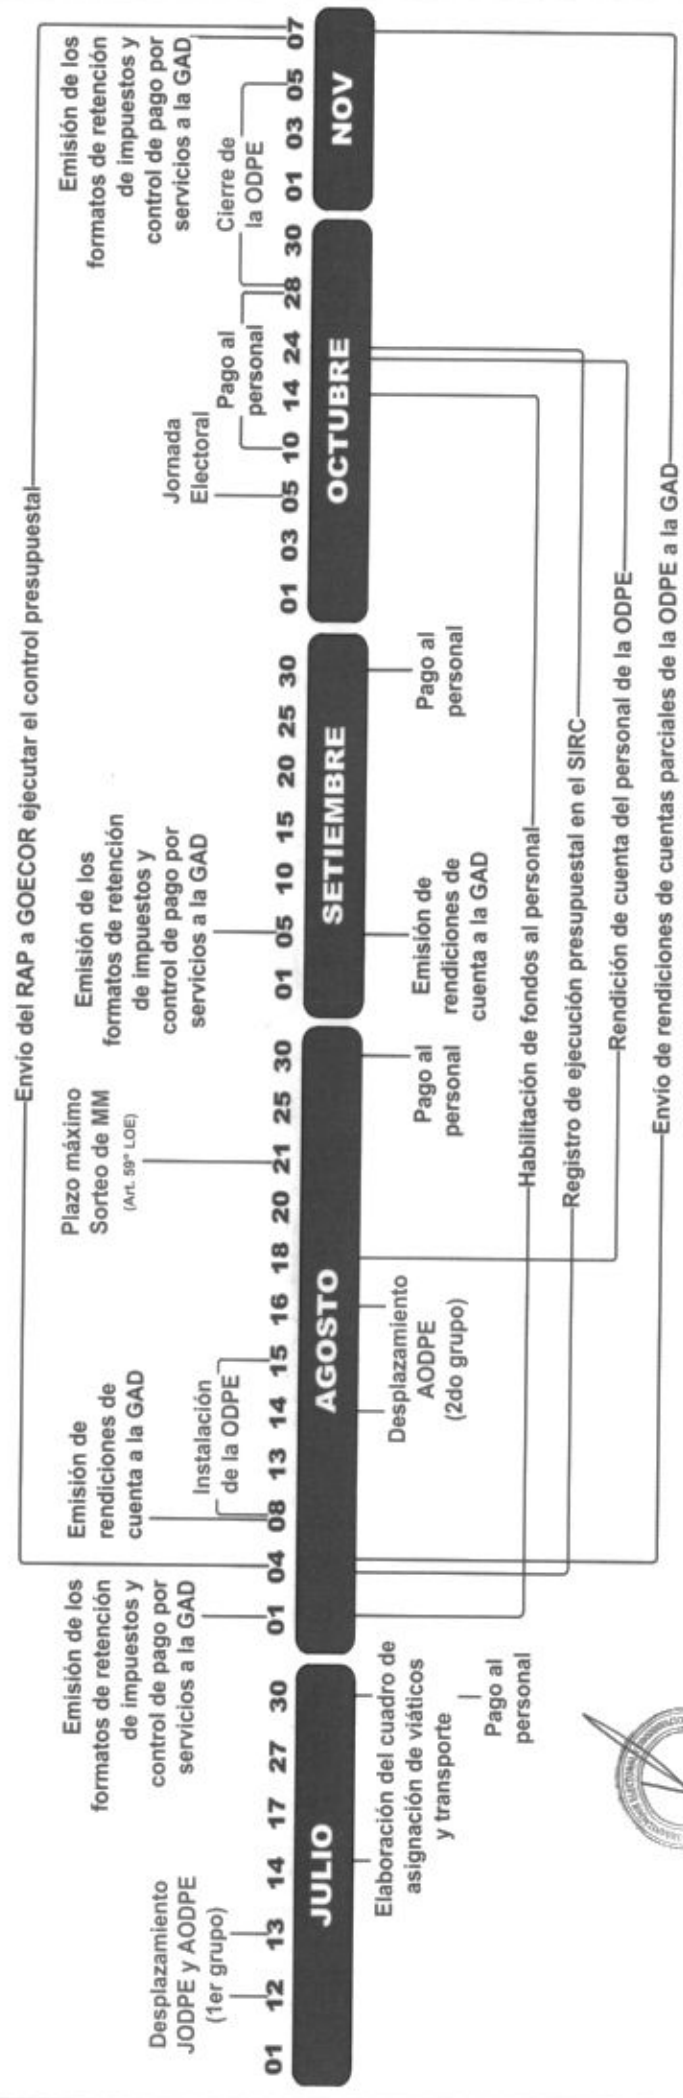 Envío del RAP a GOECOR ejecutar el control presupuestal
Desplazamiento
JODPE y AODPE
(1er grupo)
Emisión de los
formatos de retención
de impuestos y
control de pago por
servicios a la GAD
Emisión de
rendiciones de
cuenta a la GAD
Instalación
de la ODPE
Plazo máximo
Sorteo de MM
(Art. 59° LOE)
Emisión de los
formatos de retención
de impuestos y
control de pago por
servicios a la GAD
Jornada
Electoral
Pago al
personal
Cierre de
la ODPE
Emisión de los
formatos de retención
de impuestos y
control de pago por
servicios a la GAD
01 12 13 14 17 27 30
01 04 08 13 14 15 16 18 20 21 25 30
01 05 10 15 20 25 30
01 03 05 10 14 24 28 30
01 03 05 07
JULIO
AGOSTO
SETIEMBRE
OCTUBRE
NOV
Elaboración del cuadro de
asignación de viáticos
y transporte
Pago al
personal
Desplazamiento
AODPE
(2do grupo)
Pago al
personal
Emisión de
rendiciones de
cuenta a la GAD
Pago al
personal
Habilitación de fondos al personal
Registro de ejecución presupuestal en el SIRC
Rendición de cuenta del personal de la ODPE
Envío de rendiciones de cuentas parciales de la ODPE a la GAD